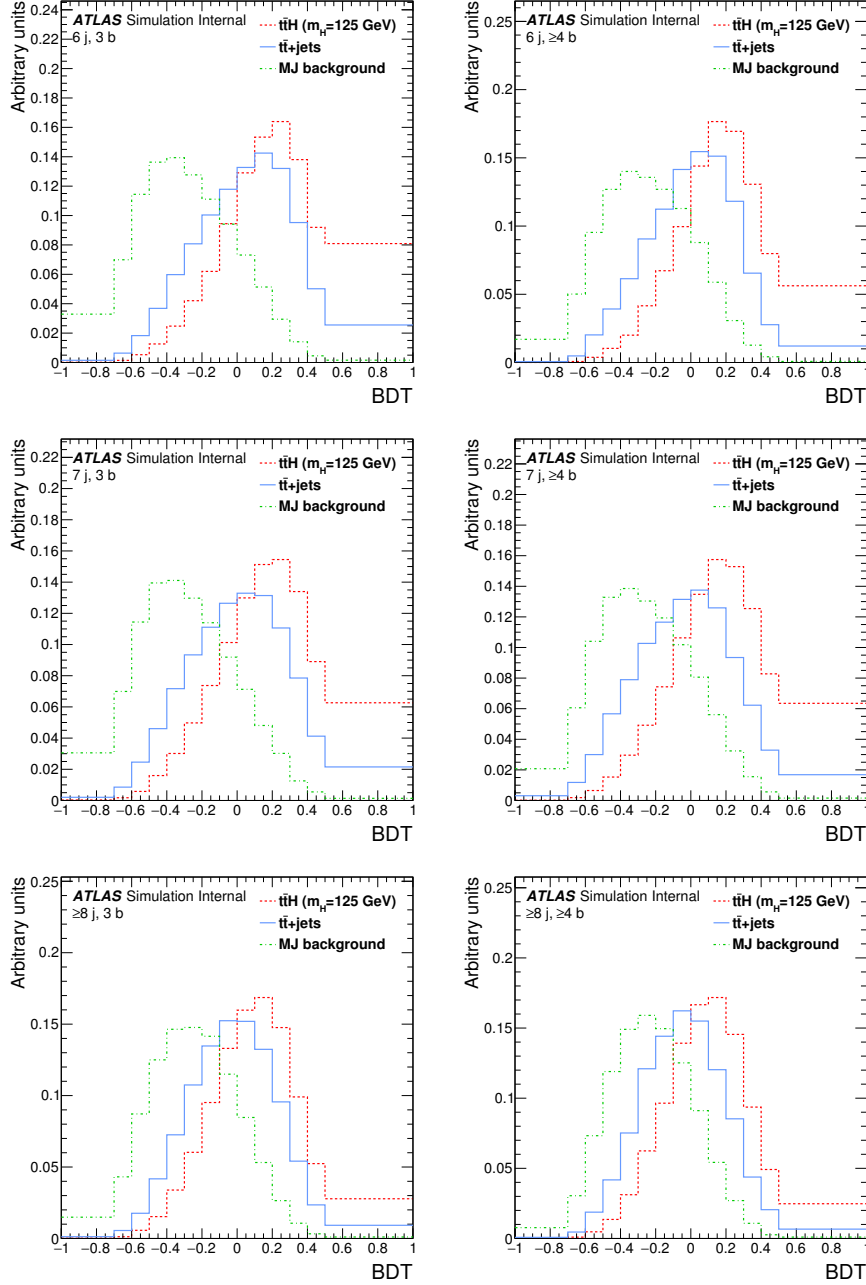 ATLAS Simulation Internal
6 j, 3 b
tt̄H (m_H=125 GeV)
tt̄+jets
MJ background
Arbitrary units
0.24
0.22
0.2
0.18
0.16
0.14
0.12
0.1
0.08
0.06
0.04
0.02
0
−1 −0.8 −0.6 −0.4 −0.2 0 0.2 0.4 0.6 0.8 1
BDT
ATLAS Simulation Internal
6 j, ≥4 b
tt̄H (m_H=125 GeV)
tt̄+jets
MJ background
Arbitrary units
0.25
0.2
0.15
0.1
0.05
0
−1 −0.8 −0.6 −0.4 −0.2 0 0.2 0.4 0.6 0.8 1
BDT
ATLAS Simulation Internal
7 j, 3 b
tt̄H (m_H=125 GeV)
tt̄+jets
MJ background
Arbitrary units
0.22
0.2
0.18
0.16
0.14
0.12
0.1
0.08
0.06
0.04
0.02
0
−1 −0.8 −0.6 −0.4 −0.2 0 0.2 0.4 0.6 0.8 1
BDT
ATLAS Simulation Internal
7 j, ≥4 b
tt̄H (m_H=125 GeV)
tt̄+jets
MJ background
Arbitrary units
0.22
0.2
0.18
0.16
0.14
0.12
0.1
0.08
0.06
0.04
0.02
0
−1 −0.8 −0.6 −0.4 −0.2 0 0.2 0.4 0.6 0.8 1
BDT
ATLAS Simulation Internal
≥8 j, 3 b
tt̄H (m_H=125 GeV)
tt̄+jets
MJ background
Arbitrary units
0.25
0.2
0.15
0.1
0.05
0
−1 −0.8 −0.6 −0.4 −0.2 0 0.2 0.4 0.6 0.8 1
BDT
ATLAS Simulation Internal
≥8 j, ≥4 b
tt̄H (m_H=125 GeV)
tt̄+jets
MJ background
Arbitrary units
0.25
0.2
0.15
0.1
0.05
0
−1 −0.8 −0.6 −0.4 −0.2 0 0.2 0.4 0.6 0.8 1
BDT